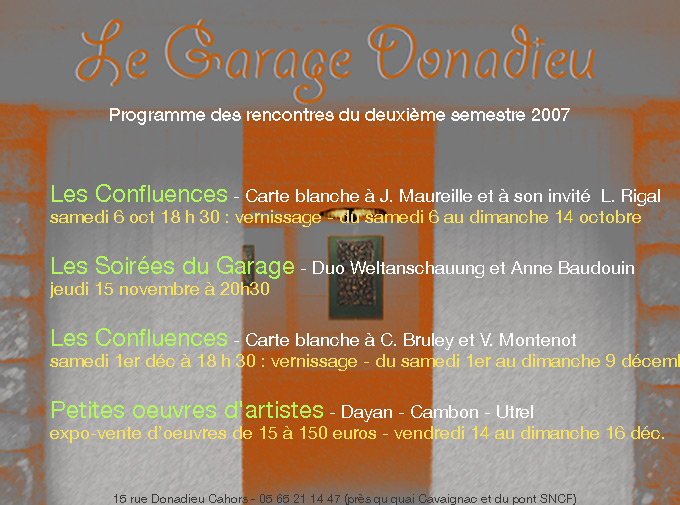 Le Garage Donadieu
Programme des rencontres du deuxième semestre 2007
Les Confluences - Carte blanche à J. Maureille et à son invité L. Rigal
samedi 6 oct 18 h 30 : vernissage - du samedi 6 au dimanche 14 octobre
Les Soirées du Garage - Duo Weltanschauung et Anne Baudouin
jeudi 15 novembre à 20h30
Les Confluences - Carte blanche à C. Bruley et V. Montenot
samedi 1er déc à 18 h 30 : vernissage - du samedi 1er au dimanche 9 décem
Petites oeuvres d'artistes - Dayan - Cambon - Utrel
expo-vente d'oeuvres de 15 à 150 euros - vendredi 14 au dimanche 16 déc.
15 rue Donadieu Cahors - 05 65 21 14 47 (près qu quai Cavaignac et du pont SNCF)